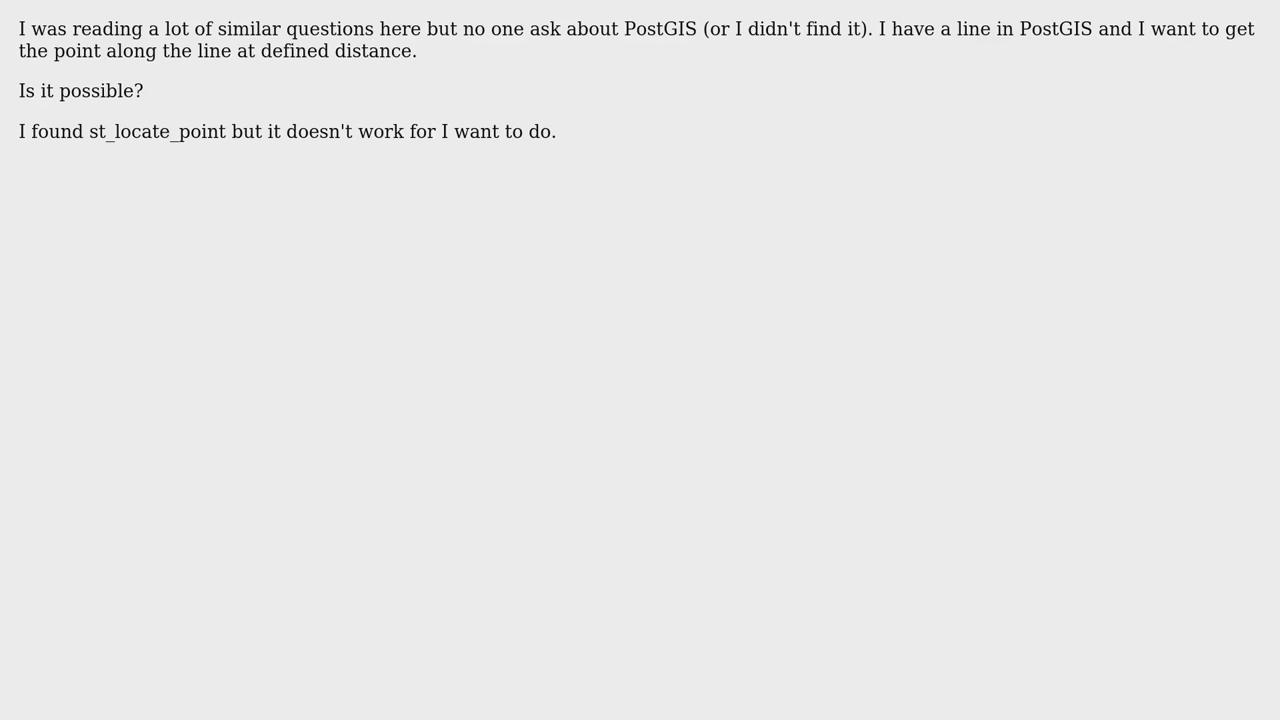 I was reading a lot of similar questions here but no one ask about PostGIS (or I didn't find it). I have a line in PostGIS and I want to get
the point along the line at defined distance.
Is it possible?
I found st_locate_point but it doesn't work for I want to do.